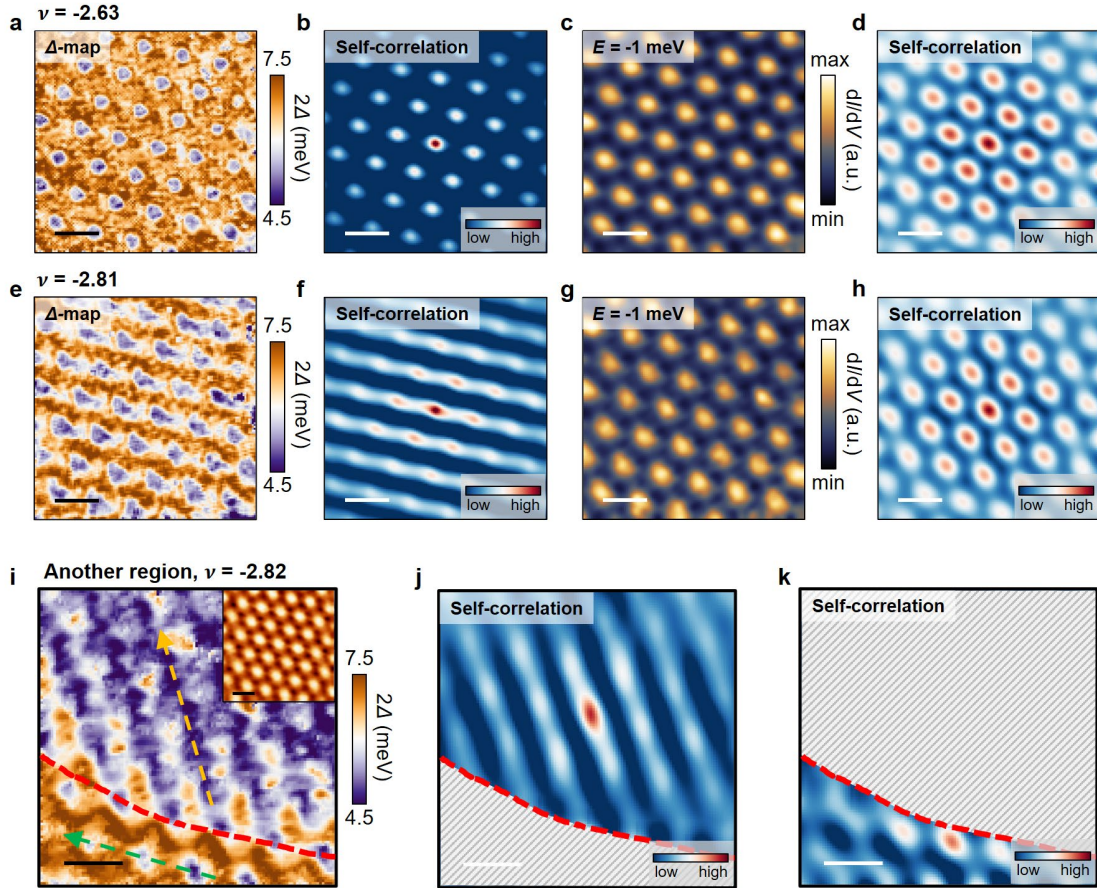 a
ν = -2.63
Δ-map
7.5
2Δ (meV)
4.5
b
Self-correlation
low high
c
E = -1 meV
max
dI/dV (a.u.)
min
d
Self-correlation
low high
e
ν = -2.81
Δ-map
7.5
2Δ (meV)
4.5
f
Self-correlation
low high
g
E = -1 meV
max
dI/dV (a.u.)
min
h
Self-correlation
low high
i
Another region, ν = -2.82
7.5
2Δ (meV)
4.5
j
Self-correlation
low high
k
Self-correlation
low high